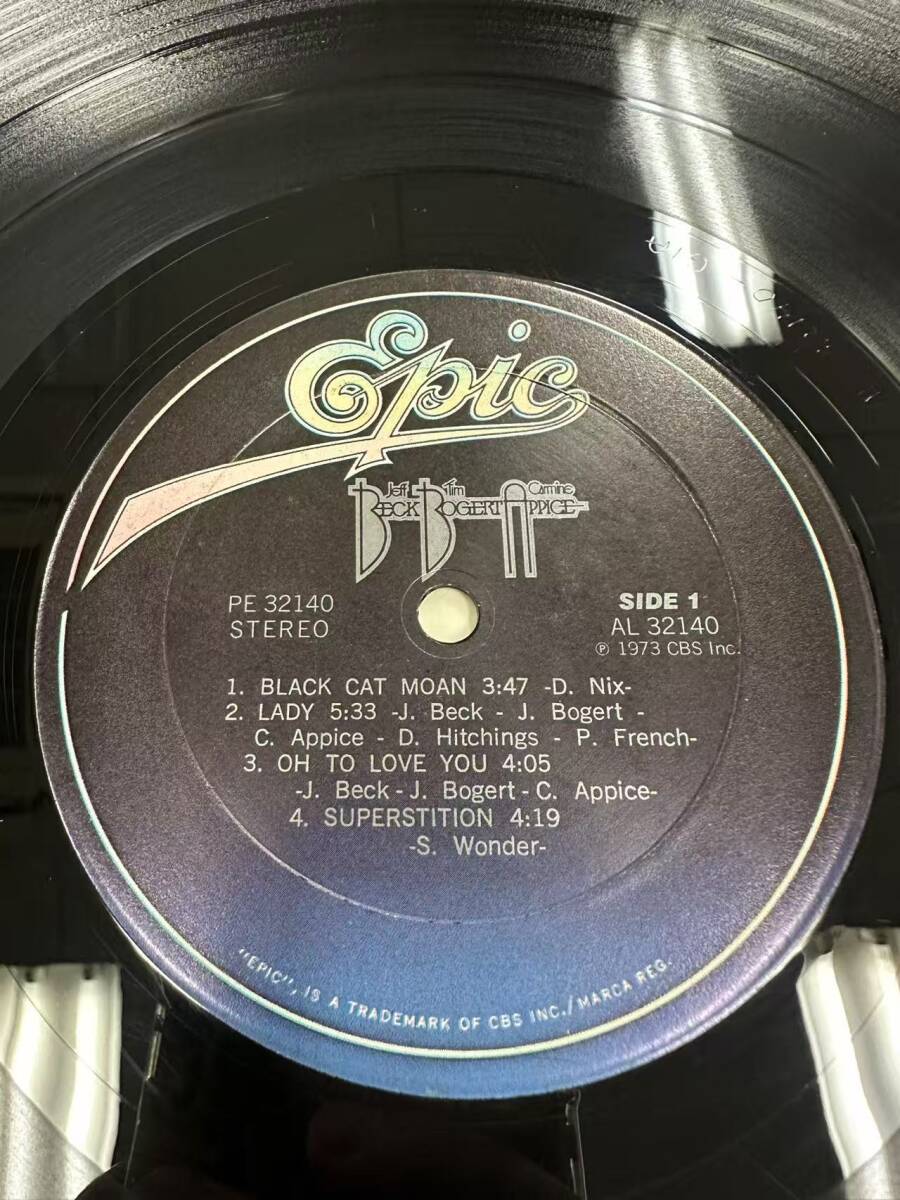 Epic
Jeff Tim Carmine
BECK BOGERT APPICE
PE 32140
STEREO
SIDE 1
AL 32140
℗ 1973 CBS Inc.
1. BLACK CAT MOAN 3:47 -D. Nix-
2. LADY 5:33 -J. Beck - J. Bogert -
C. Appice - D. Hitchings - P. French-
3. OH TO LOVE YOU 4:05
-J. Beck - J. Bogert - C. Appice-
4. SUPERSTITION 4:19
-S. Wonder-
"EPIC", IS A TRADEMARK OF CBS INC./MARCA REG.